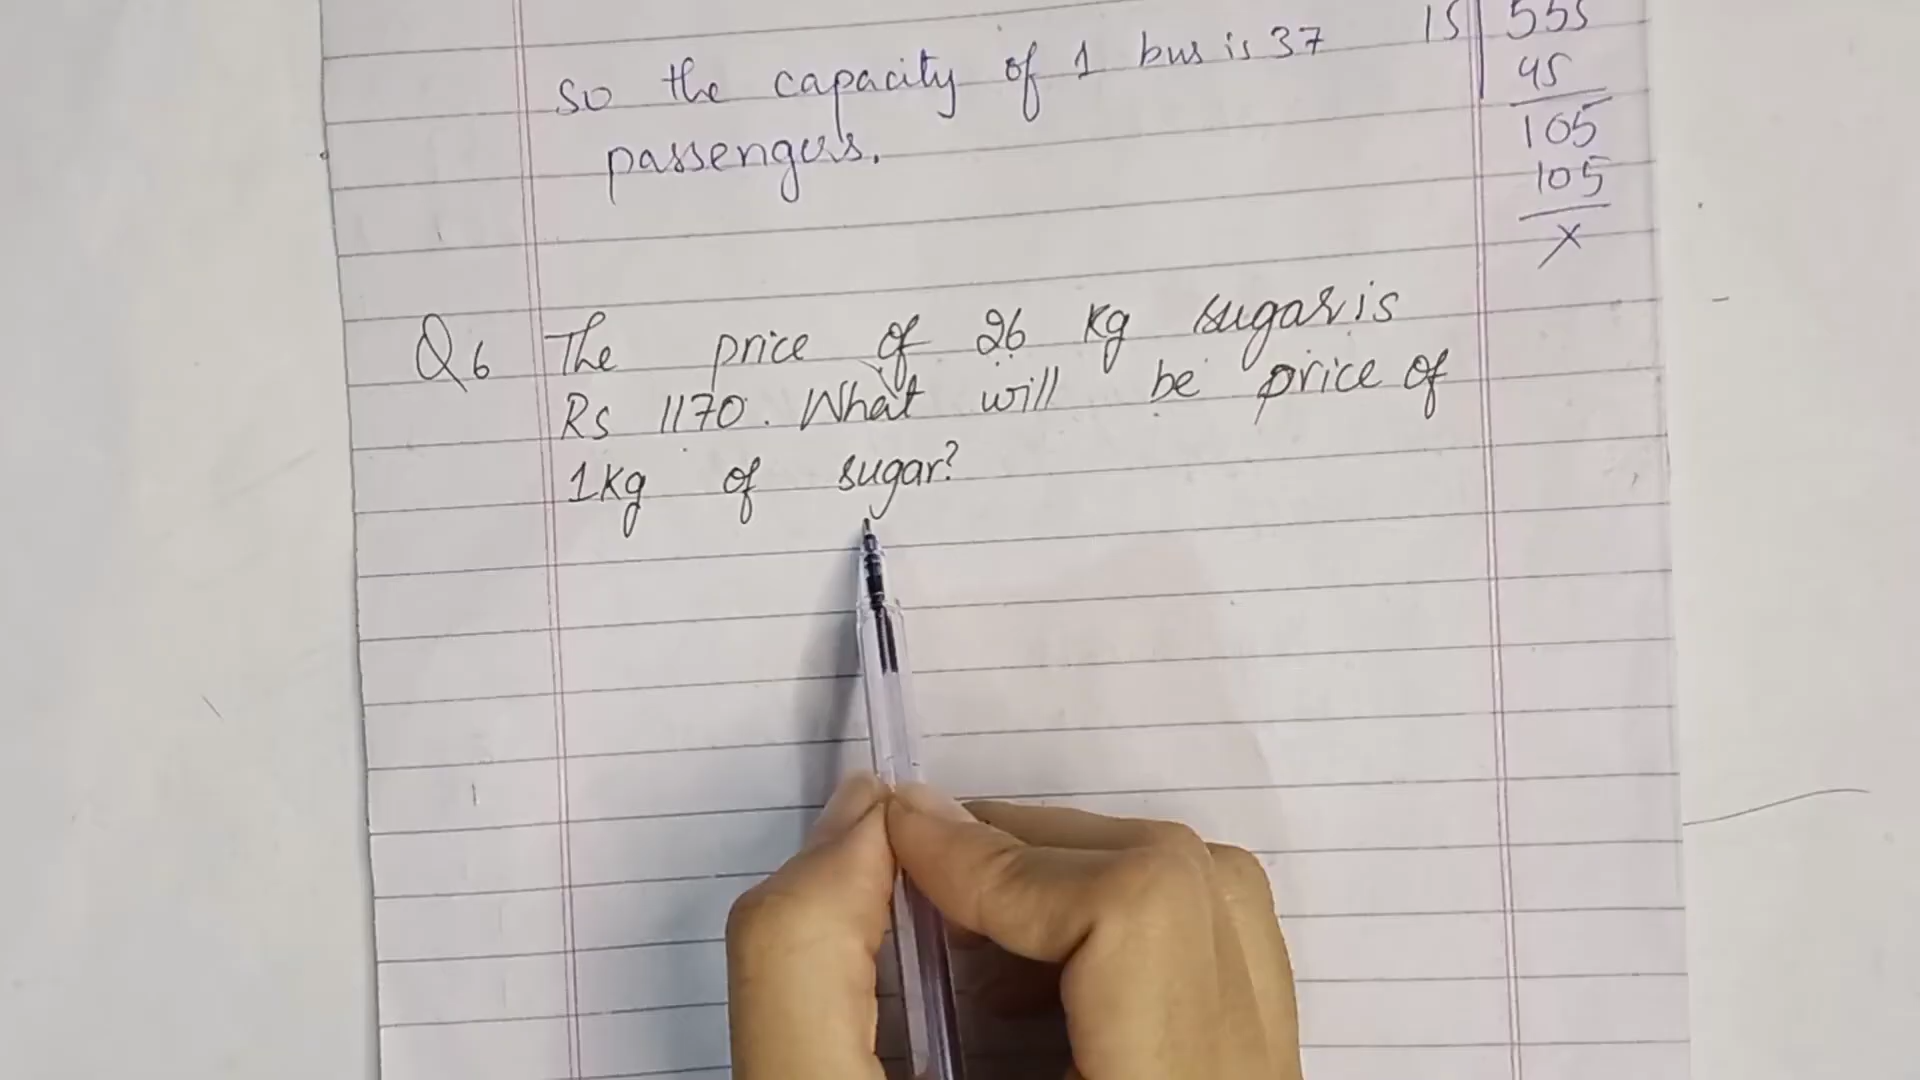 so the capacity of 1 bus is 37
passengers.
15 555
45
105
105
x
Q6 The price of 26 kg sugar is
Rs 1170. What will be price of
1kg of sugar?